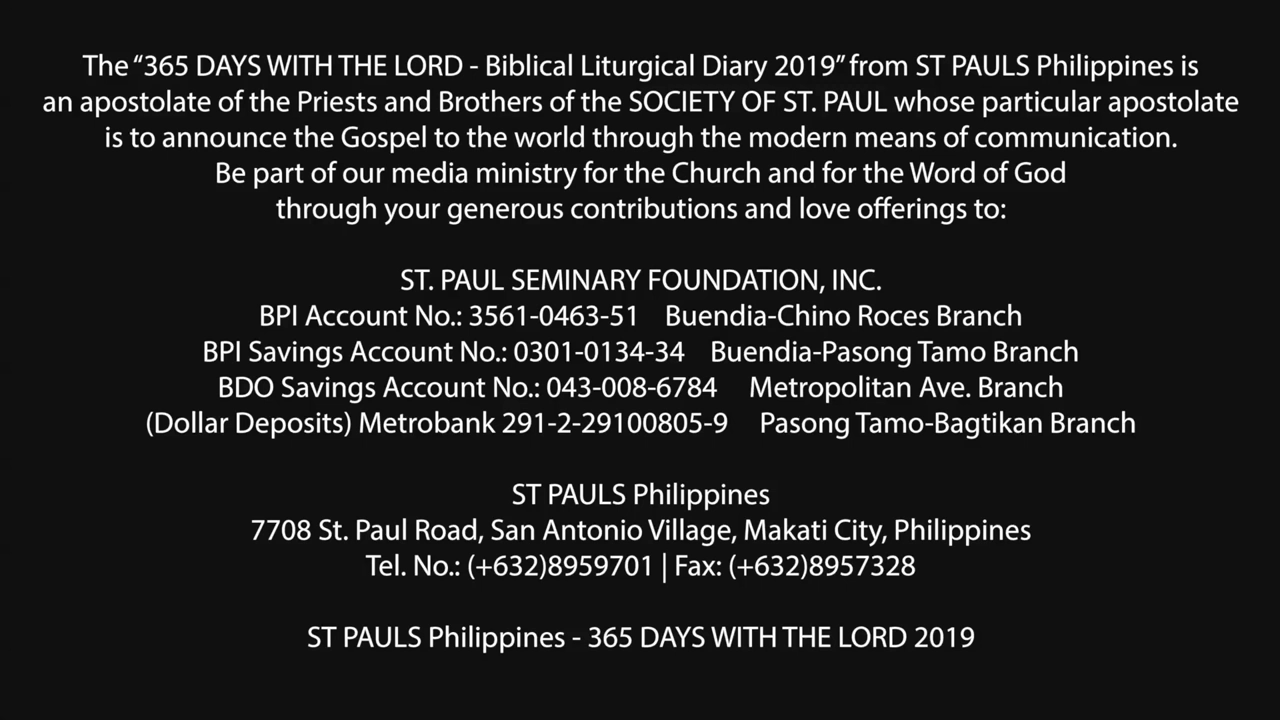 The “365 DAYS WITH THE LORD - Biblical Liturgical Diary 2019” from ST PAULS Philippines is
an apostolate of the Priests and Brothers of the SOCIETY OF ST. PAUL whose particular apostolate
is to announce the Gospel to the world through the modern means of communication.
Be part of our media ministry for the Church and for the Word of God
through your generous contributions and love offerings to:
ST. PAUL SEMINARY FOUNDATION, INC.
BPI Account No.: 3561-0463-51 Buendia-Chino Roces Branch
BPI Savings Account No.: 0301-0134-34 Buendia-Pasong Tamo Branch
BDO Savings Account No.: 043-008-6784 Metropolitan Ave. Branch
(Dollar Deposits) Metrobank 291-2-29100805-9 Pasong Tamo-Bagtikan Branch
ST PAULS Philippines
7708 St. Paul Road, San Antonio Village, Makati City, Philippines
Tel. No.: (+632)8959701 | Fax: (+632)8957328
ST PAULS Philippines - 365 DAYS WITH THE LORD 2019